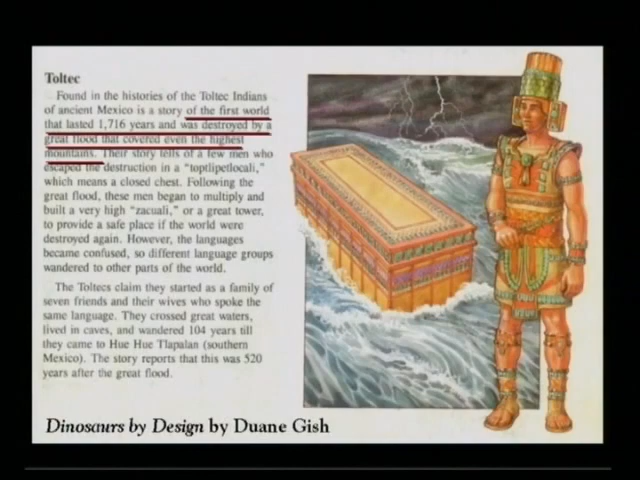 Toltec
Found in the histories of the Toltec Indians
of ancient Mexico is a story of the first world
that lasted 1,716 years and was destroyed by a
great flood that covered even the highest
mountains. Their story tells of a few men who
escaped the destruction in a "toptlipetlocali,"
which means a closed chest. Following the
great flood, these men began to multiply and
built a very high "zacuali," or a great tower,
to provide a safe place if the world were
destroyed again. However, the languages
became confused, so different language groups
wandered to other parts of the world.
The Toltecs claim they started as a family of
seven friends and their wives who spoke the
same language. They crossed great waters,
lived in caves, and wandered 104 years till
they came to Hue Hue Tlapalan (southern
Mexico). The story reports that this was 520
years after the great flood.
Dinosaurs by Design by Duane Gish